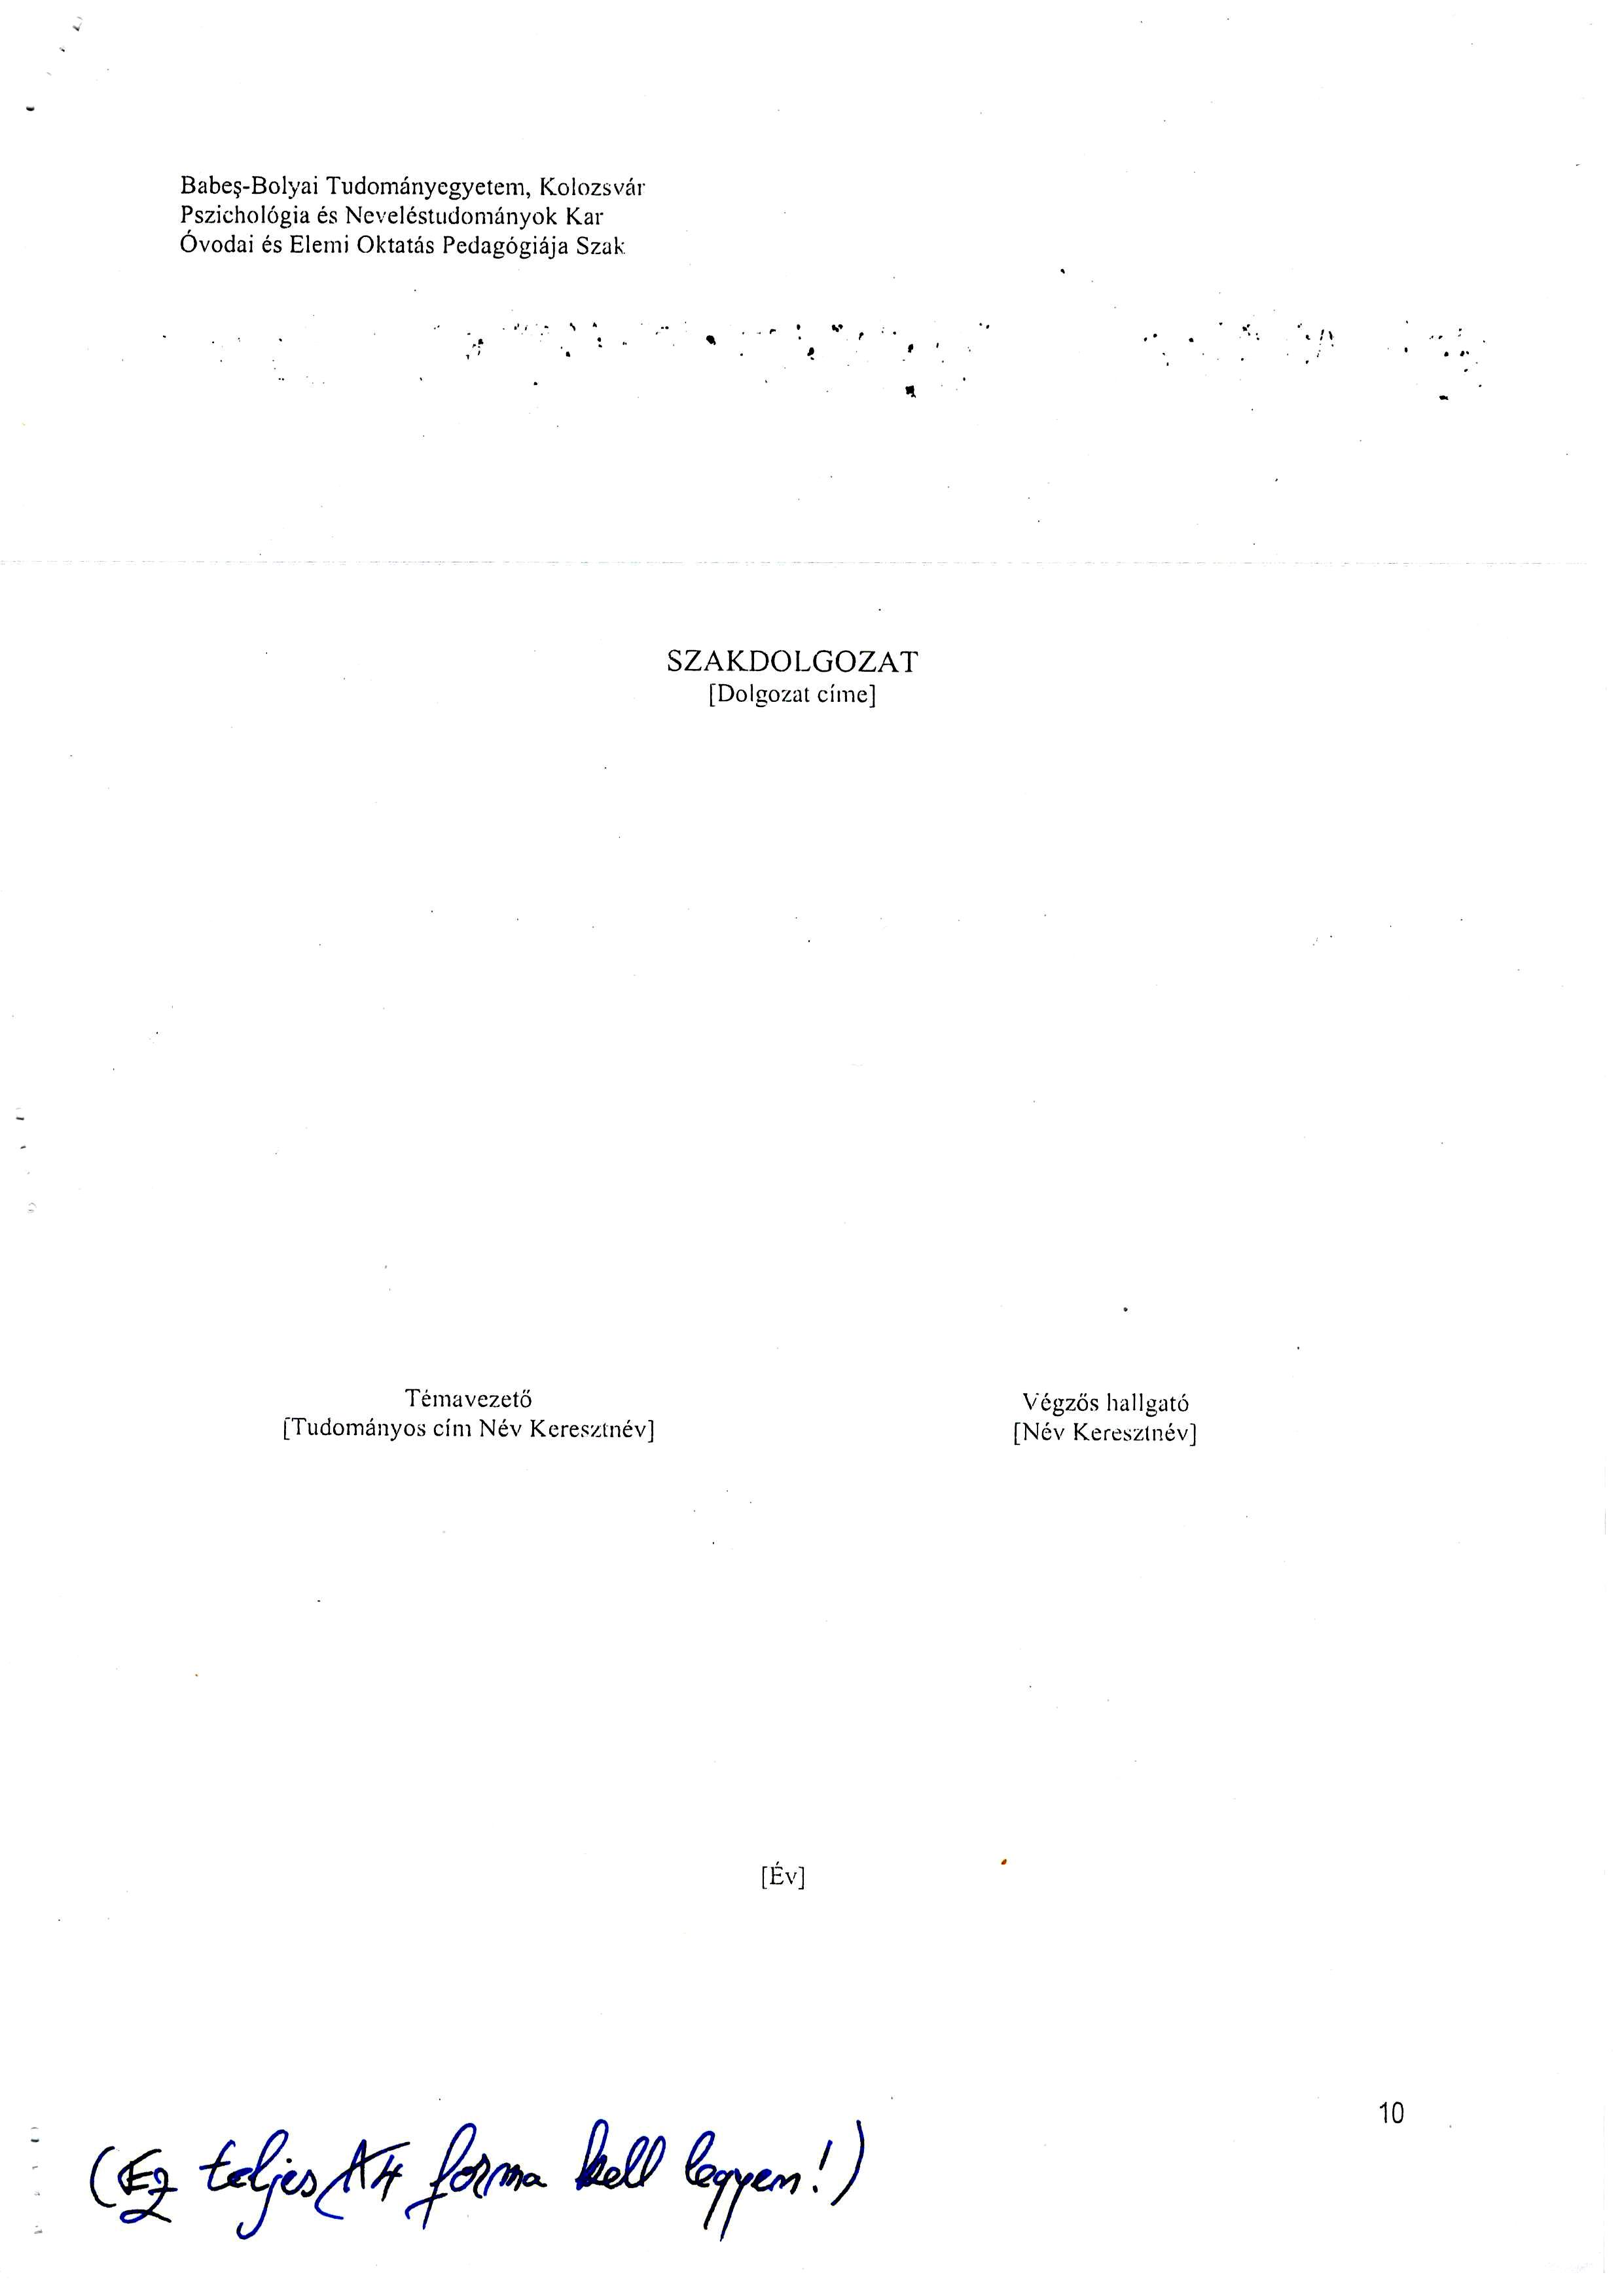 Babeş-Bolyai Tudományegyetem, Kolozsvár
Pszichológia és Neveléstudományok Kar
Óvodai és Elemi Oktatás Pedagógiája Szak
SZAKDOLGOZAT
[Dolgozat címe]
Témavezető
[Tudományos cím Név Keresztnév]
Végzős hallgató
[Név Keresztnév]
[Év]
10
(Ez teljes A4 forma kell legyen!)